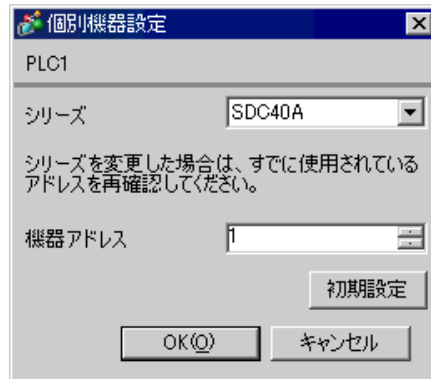 個別機器設定
PLC1
シリーズ
SDC40A
シリーズを変更した場合は、すでに使用されている
アドレスを再確認してください。
機器アドレス
1
初期設定
OK(O)
キャンセル